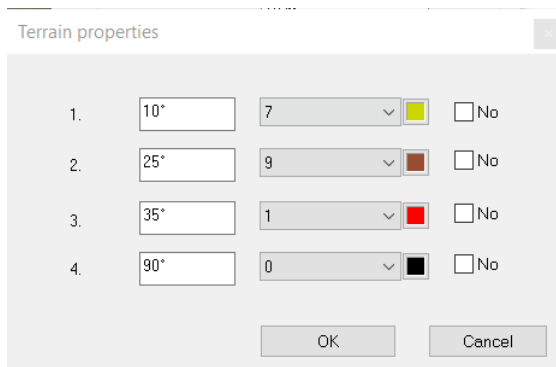 Terrain properties
1. 10° 7 No
2. 25° 9 No
3. 35° 1 No
4. 90° 0 No
OK Cancel